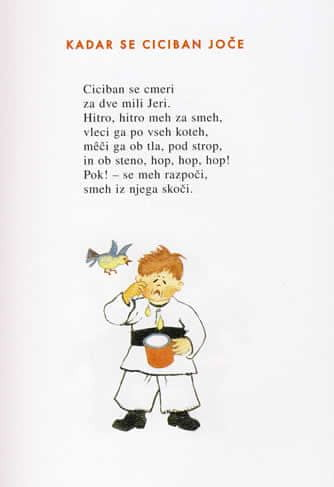 KADAR SE CICIBAN JOČE
Ciciban se cmeri
za dve mili Jeri.
Hitro, hitro meh za smeh,
vleci ga po vseh koteh,
mêči ga ob tla, pod strop,
in ob steno, hop, hop, hop!
Pok! – se meh razpoči,
smeh iz njega skoči.